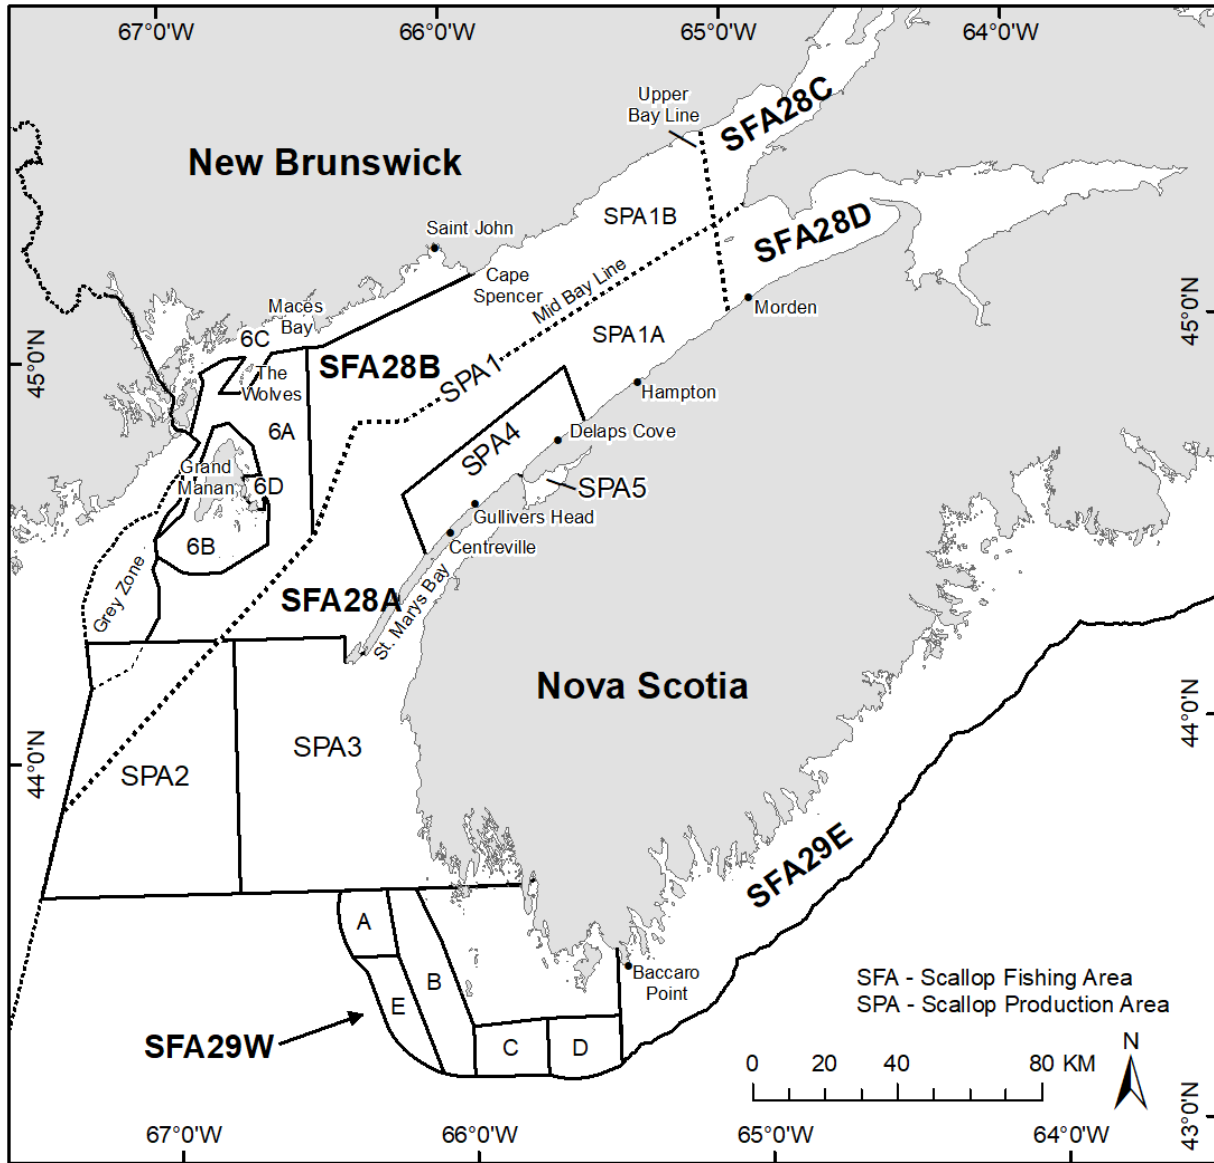 67°0'W
66°0'W
65°0'W
64°0'W
Upper
Bay Line
SFA28C
New Brunswick
SPA1B
Saint John
SFA28D
Cape
Spencer
Mid Bay Line
Maces
Bay
Morden
45°0'N
45°0'N
6C
SPA1A
The
Wolves
SFA28B
SPA1
Hampton
6A
Delaps Cove
SPA4
Grand
Manan
6D
SPA5
Gullivers Head
6B
Centreville
Grey Zone
SFA28A
St. Marys Bay
Nova Scotia
44°0'N
44°0'N
SPA3
SPA2
SFA29E
A
B
Baccaro
Point
SFA - Scallop Fishing Area
SPA - Scallop Production Area
E
SFA29W
C
D
N
0 20 40 80 KM
43°0'N
67°0'W
66°0'W
65°0'W
64°0'W